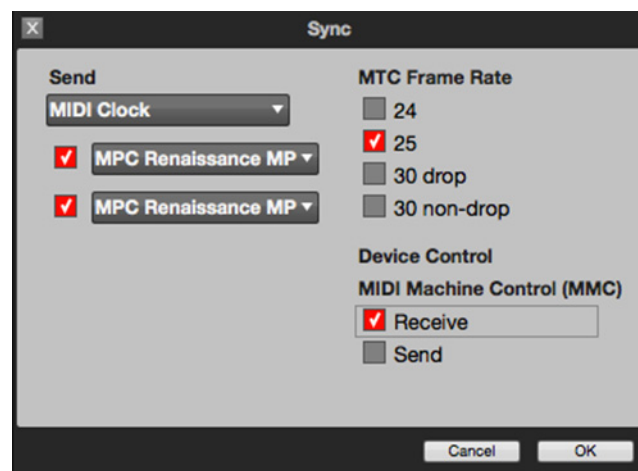 X
Sync
Send
MIDI Clock
MPC Renaissance MP
MPC Renaissance MP
MTC Frame Rate
24
25
30 drop
30 non-drop
Device Control
MIDI Machine Control (MMC)
Receive
Send
Cancel
OK